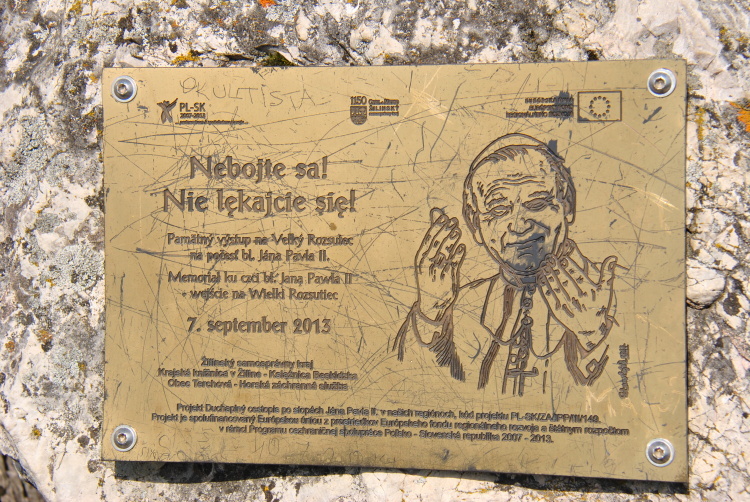 OKULTISTA
PL-SK
2007-2013
1150
ŽILINSKÝ
Nebojte sa!
Nie lękajcie się!
Pamätný výstup na Veľký Rozsutec
na počesť bl. Jána Pavla II.
Memoriał ku czci bł. Jana Pawła II
- wejście na Wielki Rozsutiec
7. september 2013
Žilinský samosprávny kraj
Krajská knižnica v Žiline - Książnica Beskidzka
Obec Terchová - Horská záchranná služba
Projekt Duchaplný cestopis po stopách Jána Pavla II. v našich regiónoch, kód projektu PL-SK/ZA/IPP/III/149.
Projekt je spolufinancovaný Európskou úniou z prostriedkov Európskeho fondu regionálneho rozvoja a štátnym rozpočtom
v rámci Programu cezhraničnej spolupráce Poľsko - Slovenská republika 2007 - 2013.